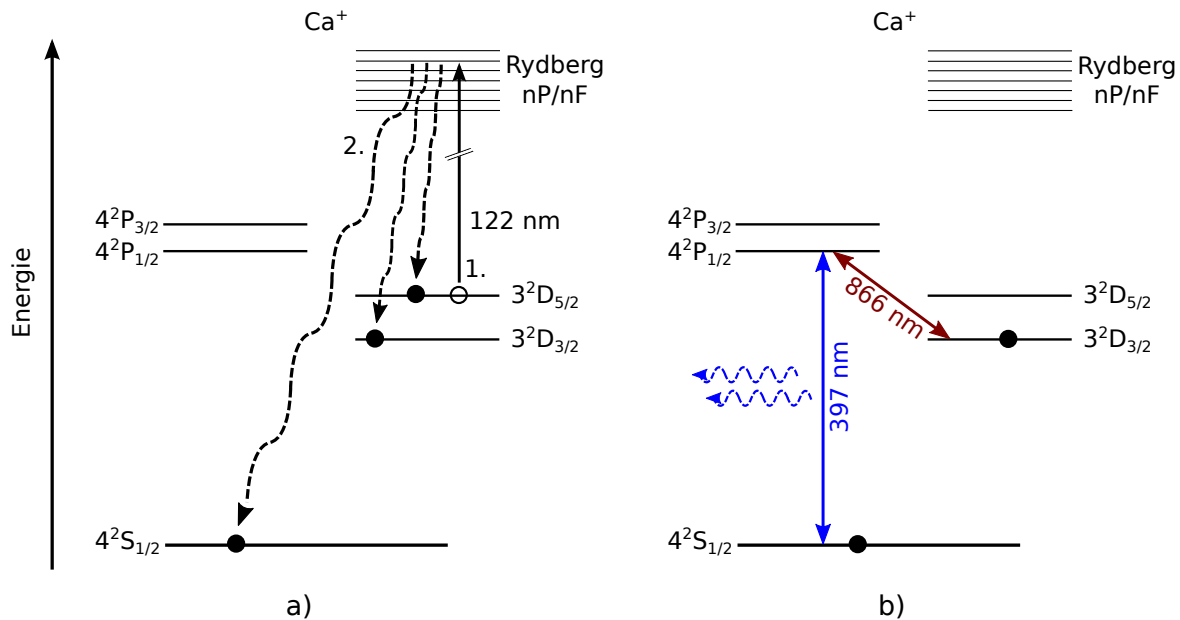 Ca⁺
Rydberg
nP/nF
2.
4²P₃/₂
122 nm
4²P₁/₂
1.
3²D₅/₂
3²D₃/₂
Energie
4²S₁/₂
a)
Ca⁺
Rydberg
nP/nF
4²P₃/₂
4²P₁/₂
866 nm
3²D₅/₂
3²D₃/₂
397 nm
4²S₁/₂
b)